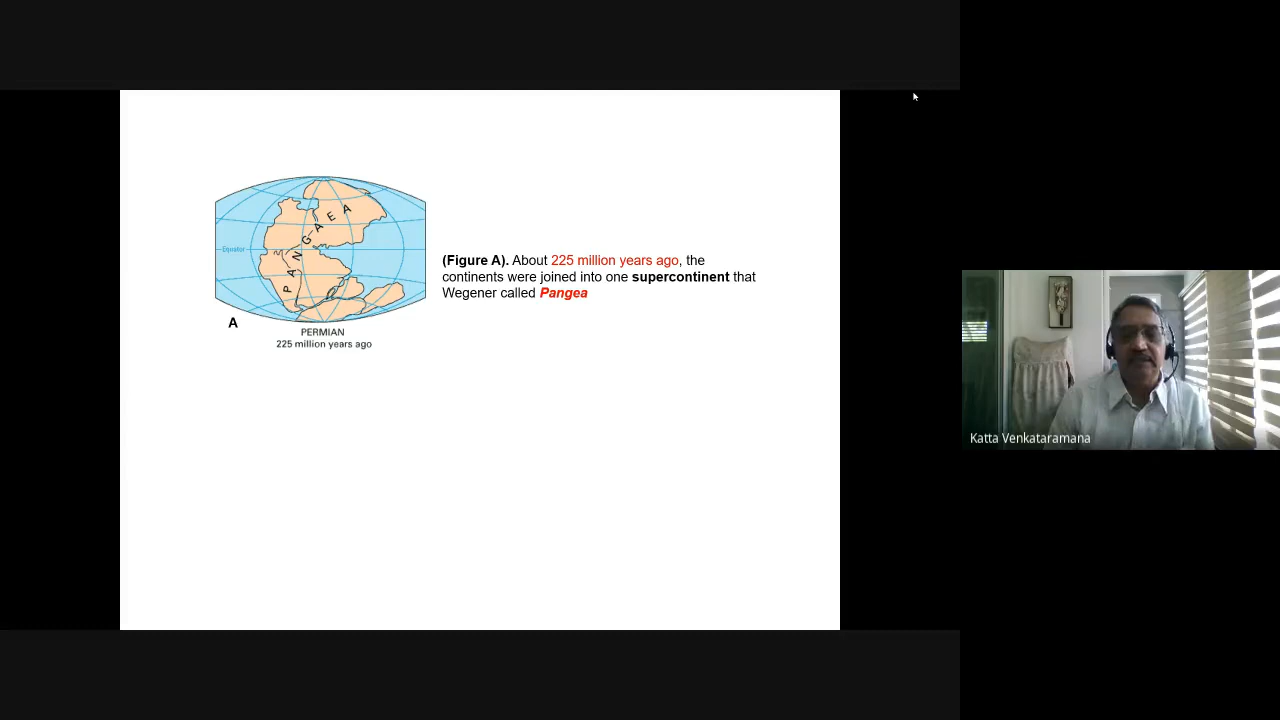 PANGAEA
Equator
A
PERMIAN
225 million years ago
(Figure A). About 225 million years ago, the
continents were joined into one supercontinent that
Wegener called Pangea
Katta Venkataramana